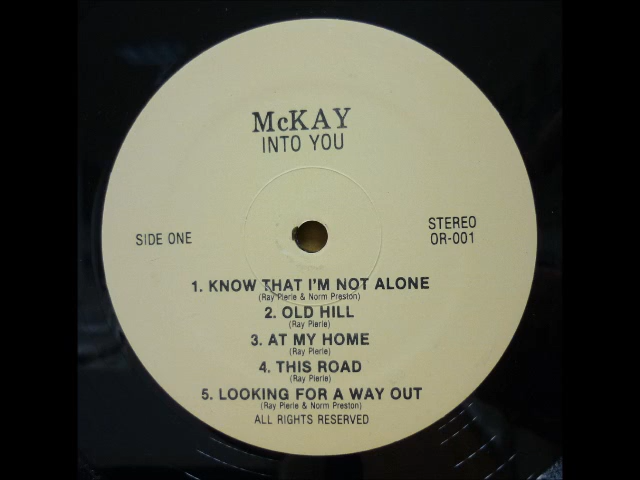 McKAY
INTO YOU
SIDE ONE
STEREO
OR-001
1. KNOW THAT I'M NOT ALONE
(Ray Pierle & Norm Preston)
2. OLD HILL
(Ray Pierle)
3. AT MY HOME
(Ray Pierle)
4. THIS ROAD
(Ray Pierle)
5. LOOKING FOR A WAY OUT
(Ray Pierle & Norm Preston)
ALL RIGHTS RESERVED